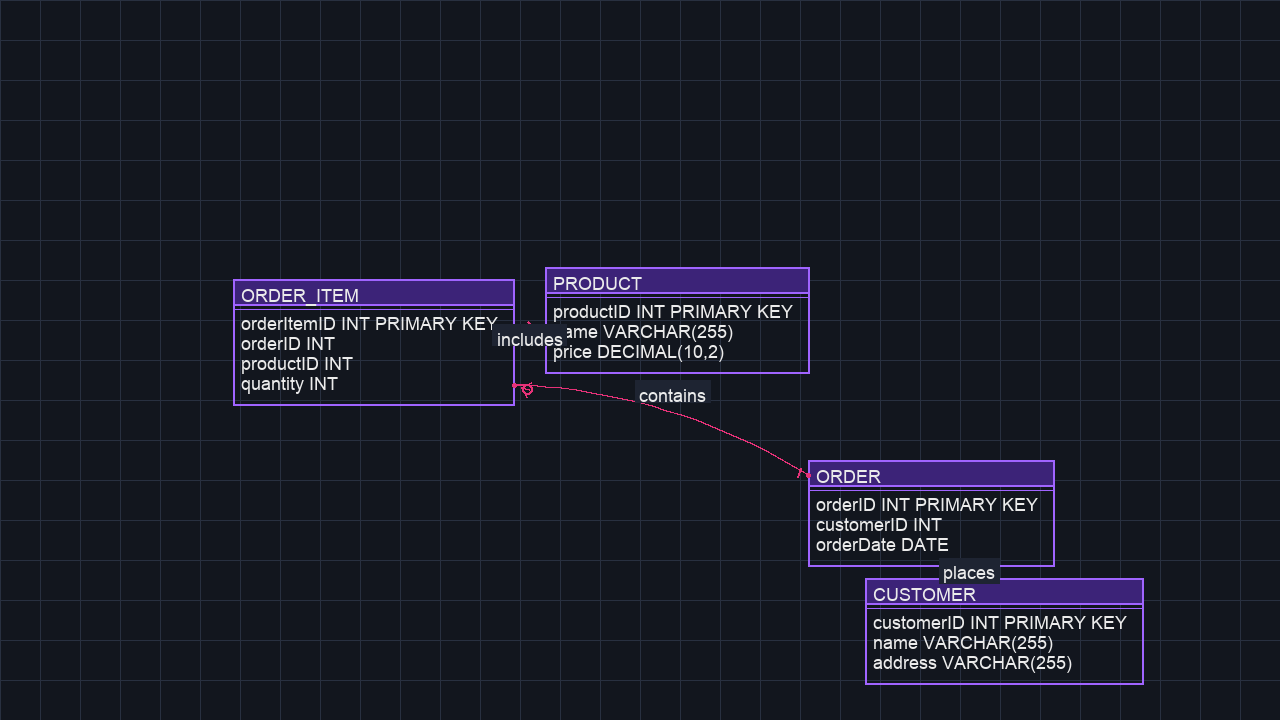 ORDER_ITEM
orderItemID INT PRIMARY KEY
orderID INT
productID INT
quantity INT
includes
PRODUCT
productID INT PRIMARY KEY
name VARCHAR(255)
price DECIMAL(10,2)
contains
ORDER
orderID INT PRIMARY KEY
customerID INT
orderDate DATE
places
CUSTOMER
customerID INT PRIMARY KEY
name VARCHAR(255)
address VARCHAR(255)